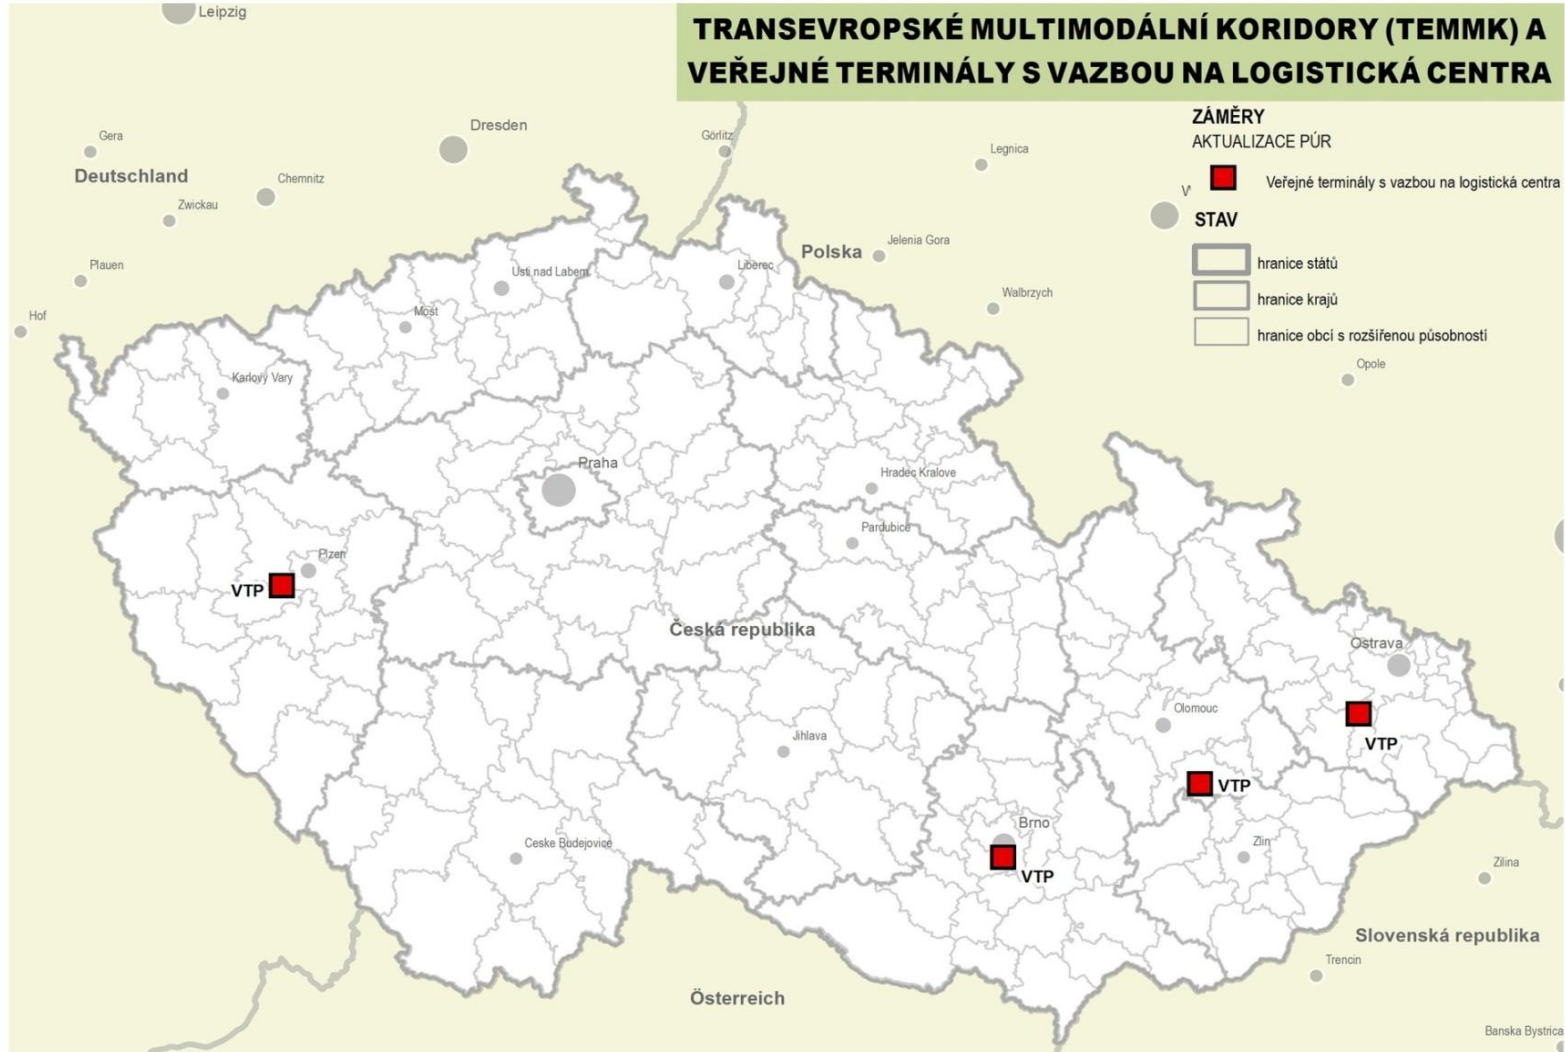 TRANSEVROPSKÉ MULTIMODÁLNÍ KORIDORY (TEMMK) A
VEŘEJNÉ TERMINÁLY S VAZBOU NA LOGISTICKÁ CENTRA
Leipzig
ZÁMĚRY
AKTUALIZACE PÚR
Veřejné terminály s vazbou na logistická centra
STAV
hranice států
hranice krajů
hranice obcí s rozšířenou působností
Gera
Dresden
Görlitz
Legnica
Deutschland
Chemnitz
Zwickau
Polska
Jelenia Gora
Plauen
Usti nad Labem
Liberec
Walbrzych
Hof
Most
Opole
Karlovy Vary
Praha
Hradec Kralove
Pardubice
Plzen
VTP
Česká republika
Ostrava
Olomouc
Jihlava
VTP
VTP
Brno
Ceske Budejovice
Zlin
Zilina
VTP
Slovenská republika
Trencin
Österreich
Banska Bystrica